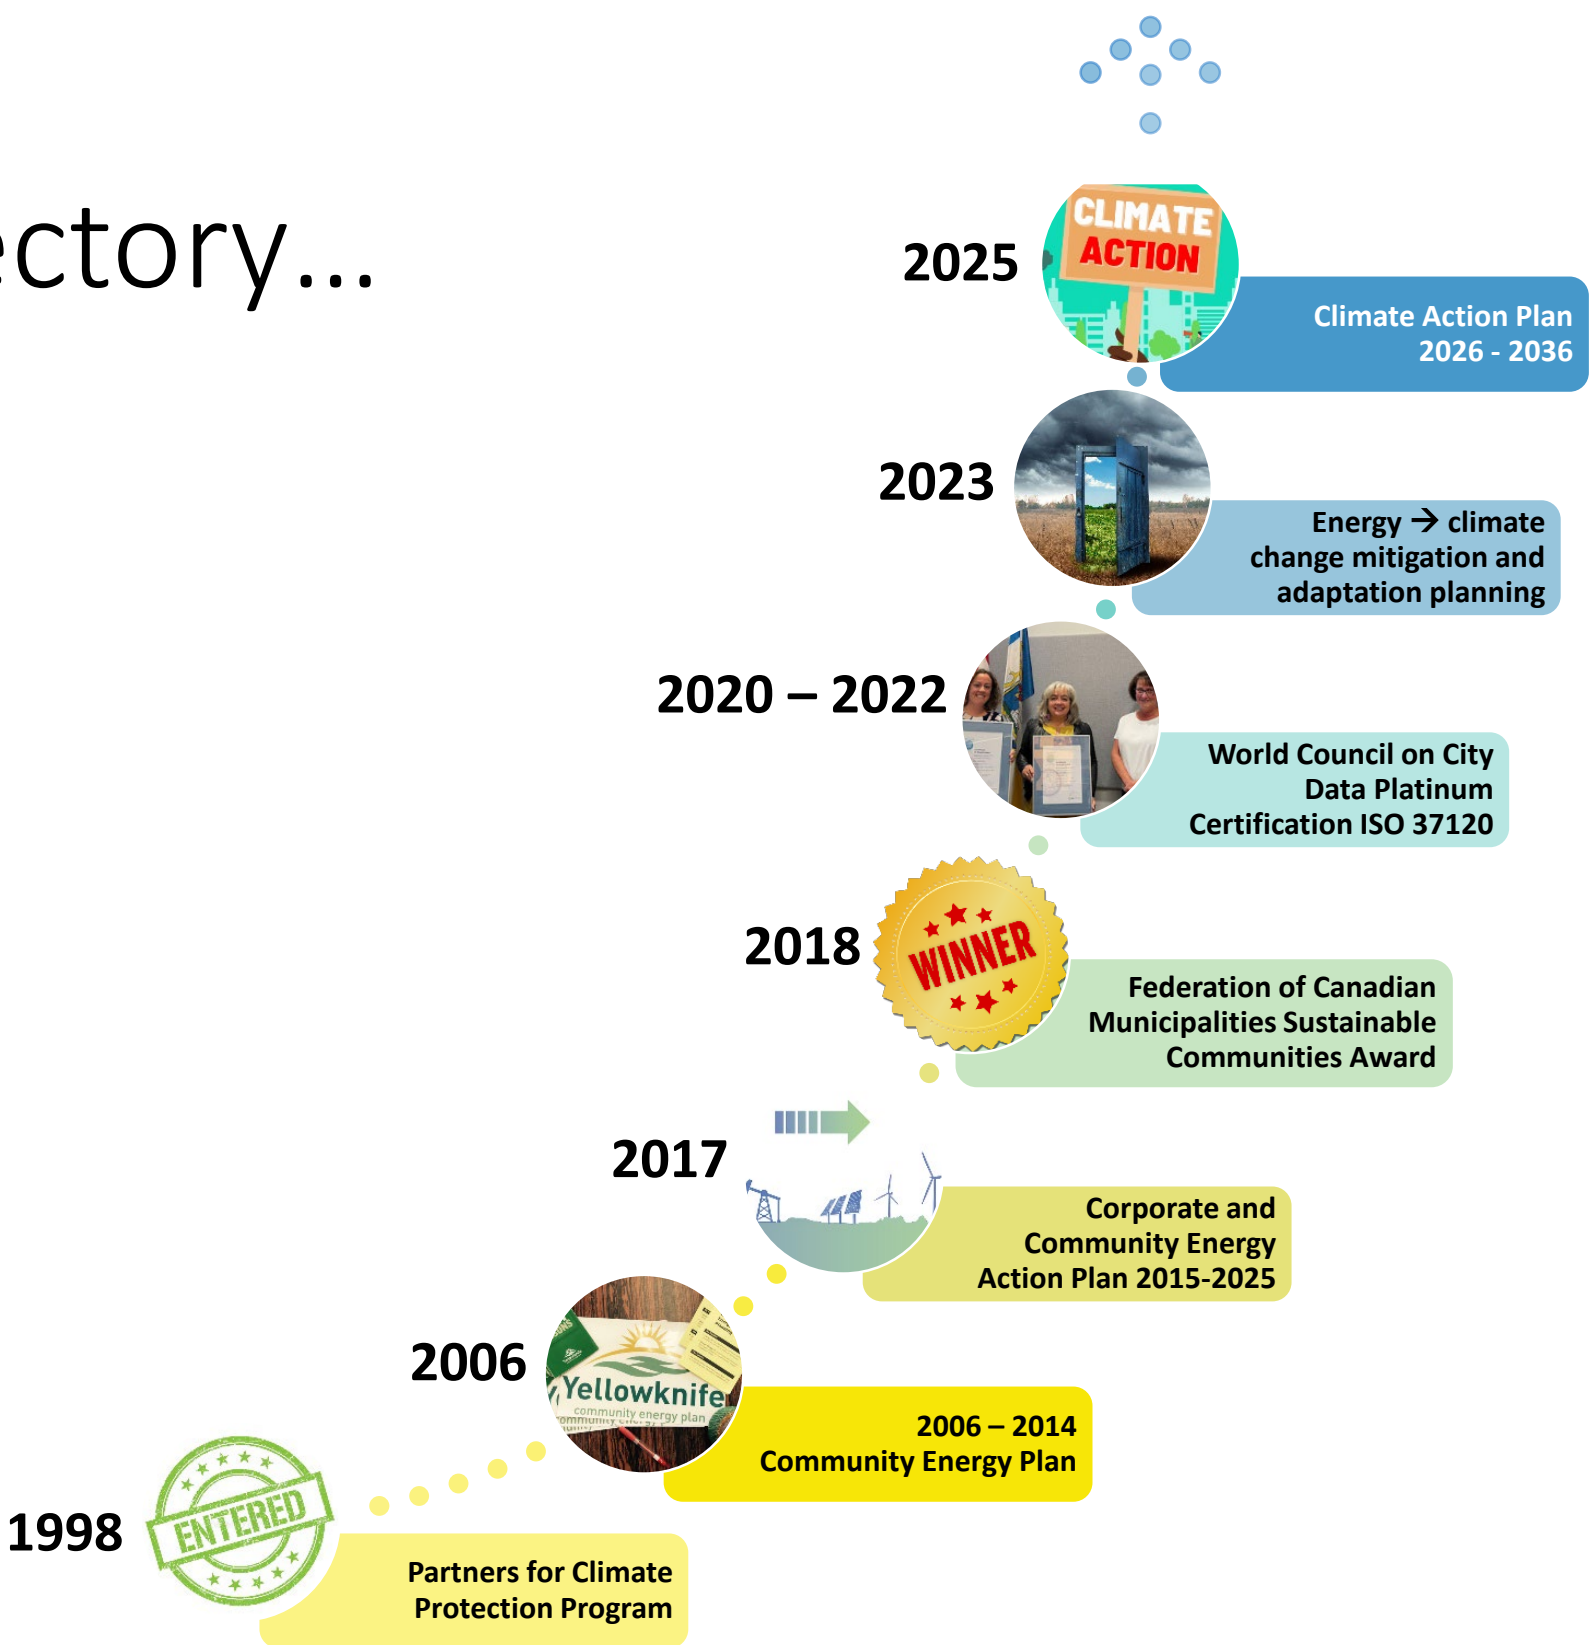 ectory...
2025
CLIMATE
ACTION
Climate Action Plan
2026 - 2036
2023
Energy → climate
change mitigation and
adaptation planning
2020 – 2022
World Council on City
Data Platinum
Certification ISO 37120
2018
WINNER
Federation of Canadian
Municipalities Sustainable
Communities Award
2017
Corporate and
Community Energy
Action Plan 2015-2025
2006
Yellowknife
community energy plan
2006 – 2014
Community Energy Plan
1998
ENTERED
Partners for Climate
Protection Program